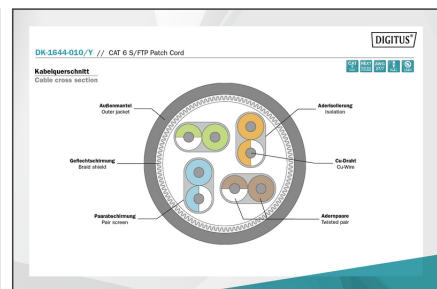 DIGITUS®
DK-1644-010/Y // CAT 6 S/FTP Patch Cord
Kabelquerschnitt
Cable cross section
Außenmantel
Outer jacket
Aderisolierung
Isolation
Geflechtschirmung
Braid shield
Cu-Draht
Cu-Wire
Paarabschirmung
Pair screen
Adernpaare
Twisted pair